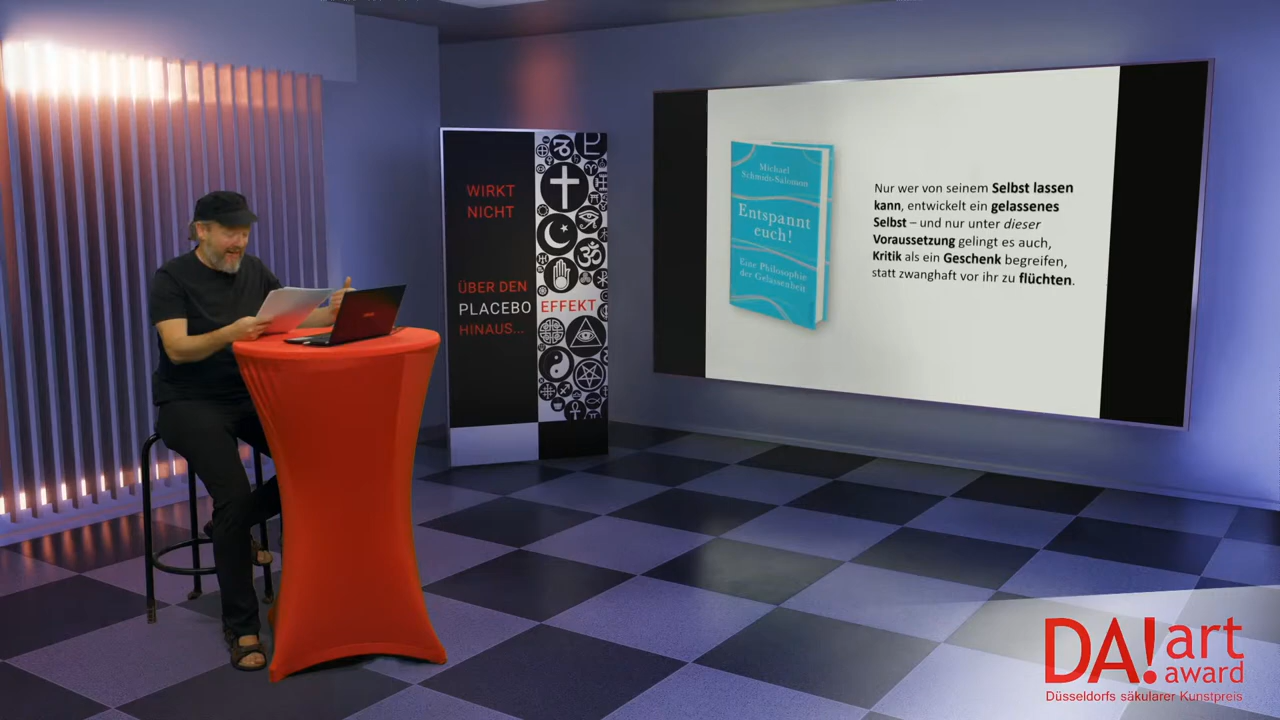 WIRKT
NICHT
ÜBER DEN
PLACEBO EFFEKT
HINAUS...
Michael
Schmidt-Salomon
Entspannt
euch!
Eine Philosophie
der Gelassenheit
Nur wer von seinem Selbst lassen
kann, entwickelt ein gelassenes
Selbst – und nur unter dieser
Voraussetzung gelingt es auch,
Kritik als ein Geschenk begreifen,
statt zwanghaft vor ihr zu flüchten.
DA!art
award
Düsseldorfs säkularer Kunstpreis